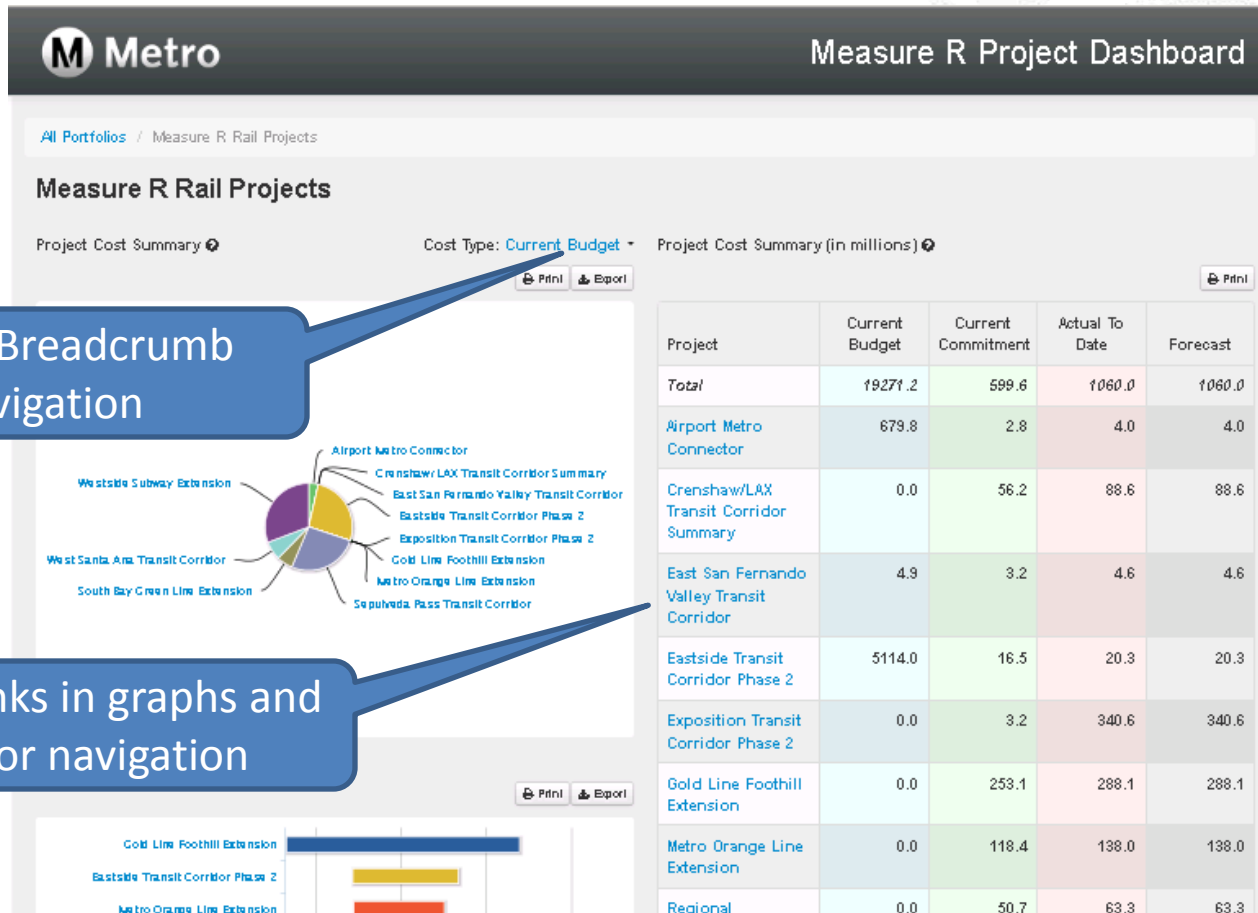 M Metro
Measure R Project Dashboard
All Portfolios / Measure R Rail Projects
Measure R Rail Projects
Project Cost Summary
Cost Type: Current Budget
Print Export
Breadcrumb
vigation
Airport Metro Connector
Crenshaw/LAX Transit Corridor Summary
East San Fernando Valley Transit Corridor
Eastside Transit Corridor Phase 2
Exposition Transit Corridor Phase 2
Gold Line Foothill Extension
Metro Orange Line Extension
Sepulveda Pass Transit Corridor
Westside Subway Extension
West Santa Ana Transit Corridor
South Bay Green Line Extension
nks in graphs and
or navigation
Print Export
Gold Line Foothill Extension
Eastside Transit Corridor Phase 2
Metro Orange Line Extension
Project Cost Summary (in millions)
Print
Project
Current
Budget
Current
Commitment
Actual To
Date
Forecast
Total 19271.2 599.6 1060.0 1060.0
Airport Metro 679.8 2.8 4.0 4.0
Connector
Crenshaw/LAX 0.0 56.2 88.6 88.6
Transit Corridor
Summary
East San Fernando 4.9 3.2 4.6 4.6
Valley Transit
Corridor
Eastside Transit 5114.0 16.5 20.3 20.3
Corridor Phase 2
Exposition Transit 0.0 3.2 340.6 340.6
Corridor Phase 2
Gold Line Foothill 0.0 253.1 288.1 288.1
Extension
Metro Orange Line 0.0 118.4 138.0 138.0
Extension
Regional 0.0 50.7 63.3 63.3